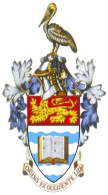 ORIENS EX OCCIDENTE LUX